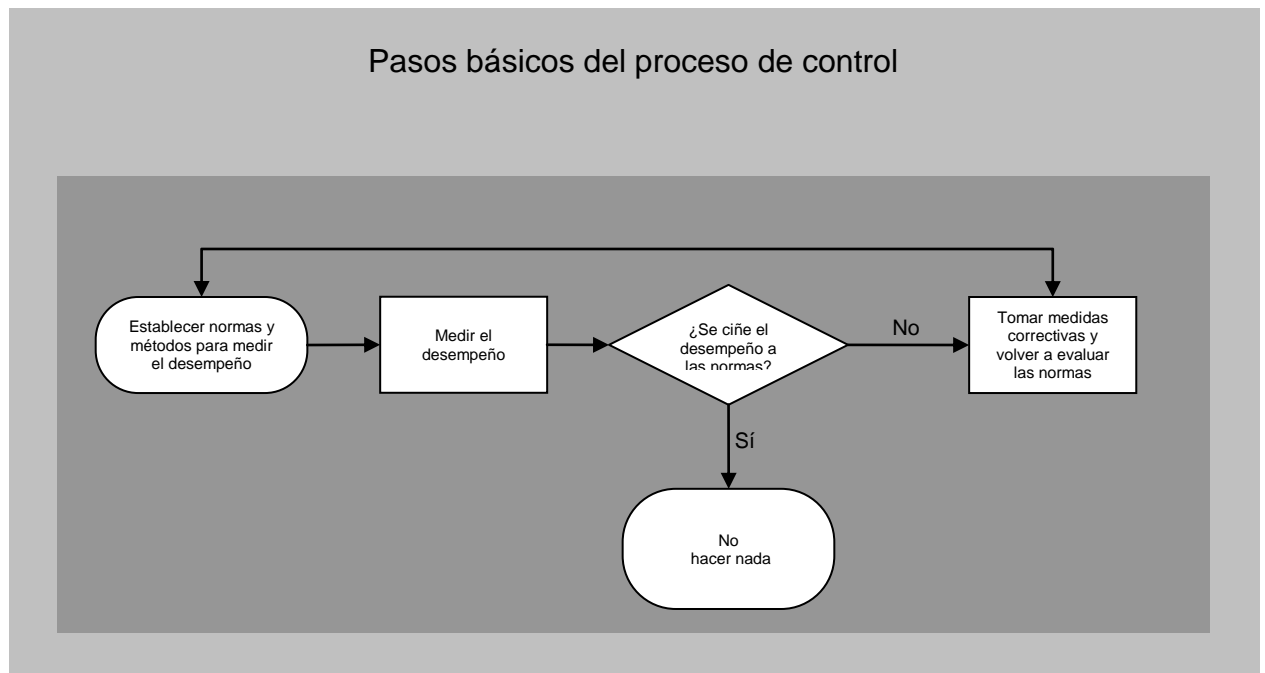 Pasos básicos del proceso de control
Establecer normas y
métodos para medir
el desempeño
Medir el
desempeño
¿Se ciñe el
desempeño a
las normas?
No
Tomar medidas
correctivas y
volver a evaluar
las normas
Sí
No
hacer nada